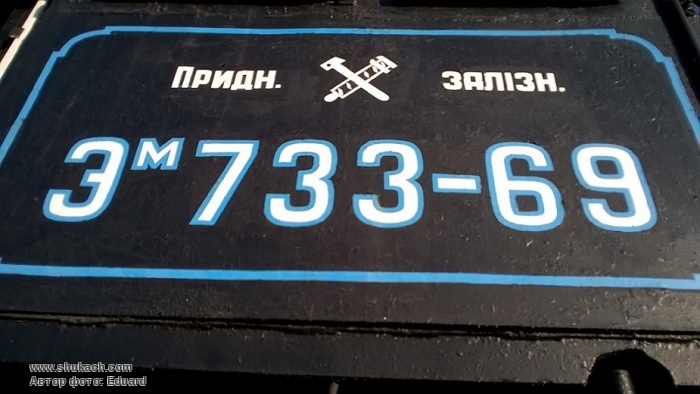 Придн. ЗАЛІЗН.
Эм733-69
www.shukach.com
Автор фото: Eduard